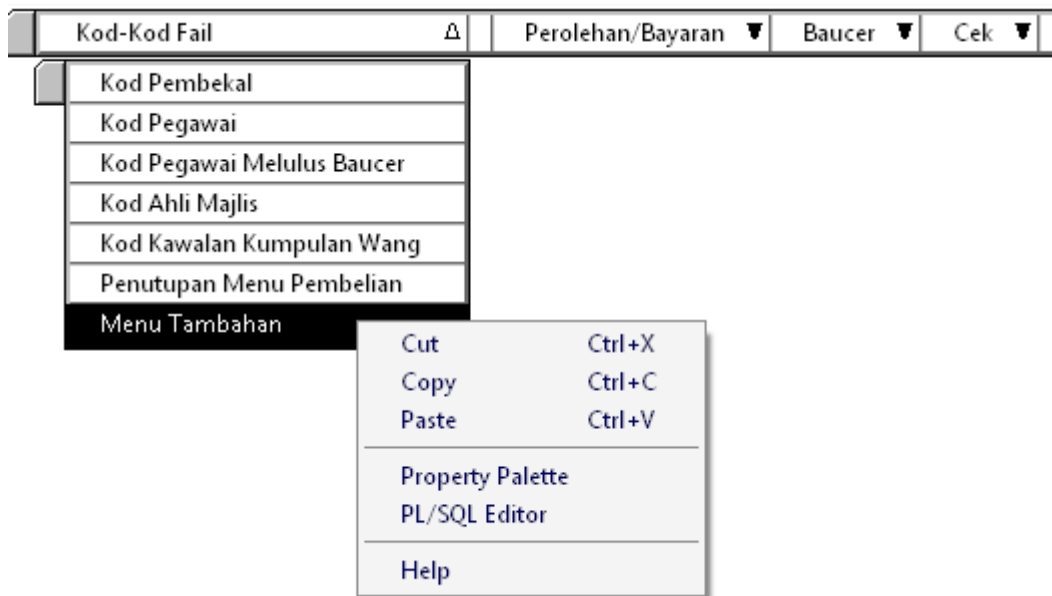 Kod-Kod Fail Perolehan/Bayaran Baucer Cek
Kod Pembekal
Kod Pegawai
Kod Pegawai Melulus Baucer
Kod Ahli Majlis
Kod Kawalan Kumpulan Wang
Penutupan Menu Pembelian
Menu Tambahan
Cut Ctrl+X
Copy Ctrl+C
Paste Ctrl+V
Property Palette
PL/SQL Editor
Help